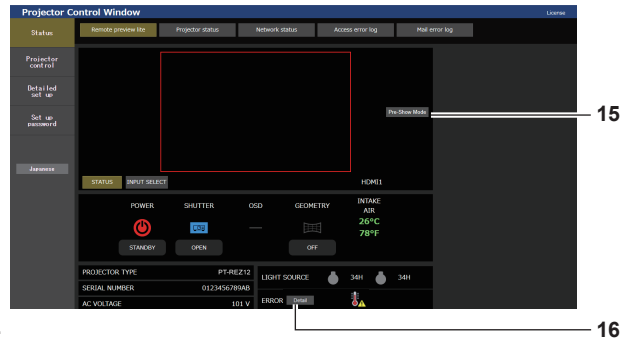 Projector Control Window
License
Status
Remote preview lite
Projector status
Network status
Access error log
Mail error log
Projector
control
Detailed
set up
Set up
password
Japanese
Pre-Show Mode
15
STATUS
INPUT SELECT
HDMI1
POWER
SHUTTER
OSD
GEOMETRY
INTAKE
AIR
26°C
78°F
STANDBY
OPEN
OFF
PROJECTOR TYPE
PT-REZ12
SERIAL NUMBER
0123456789AB
AC VOLTAGE
101 V
LIGHT SOURCE
34H
34H
ERROR
Detail
16